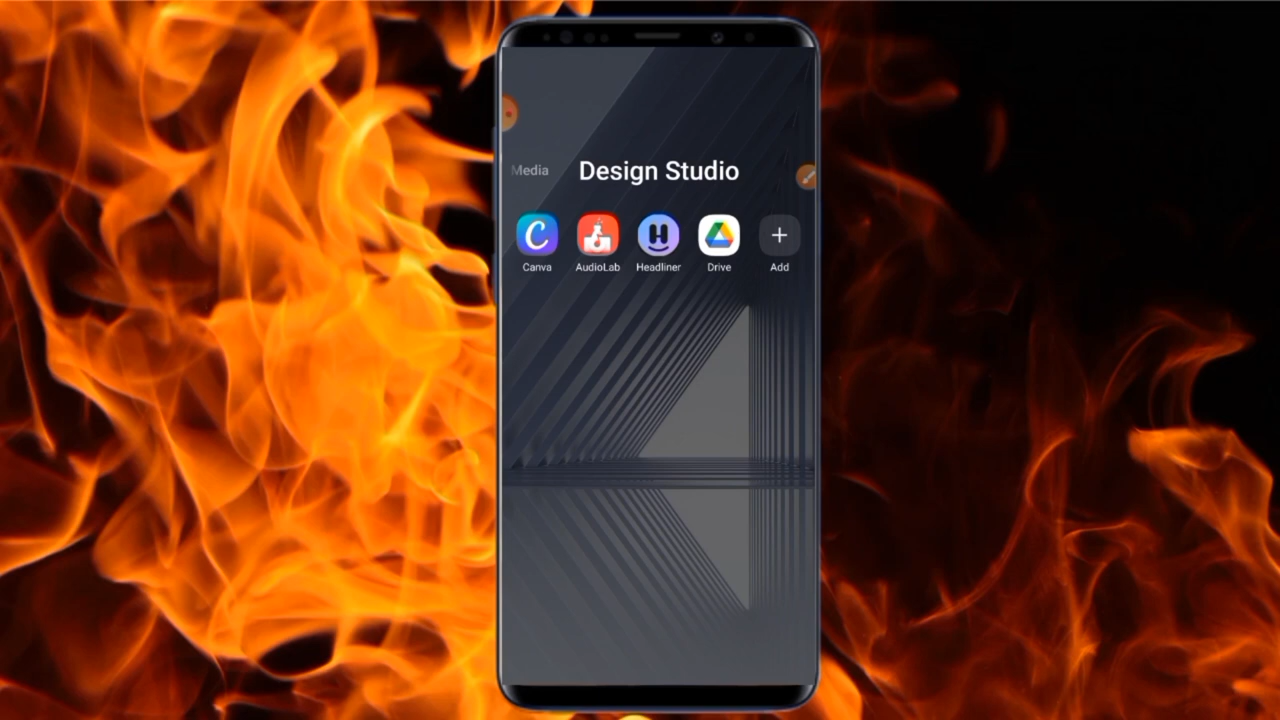 Media
Design Studio
Canva
AudioLab
Headliner
Drive
Add